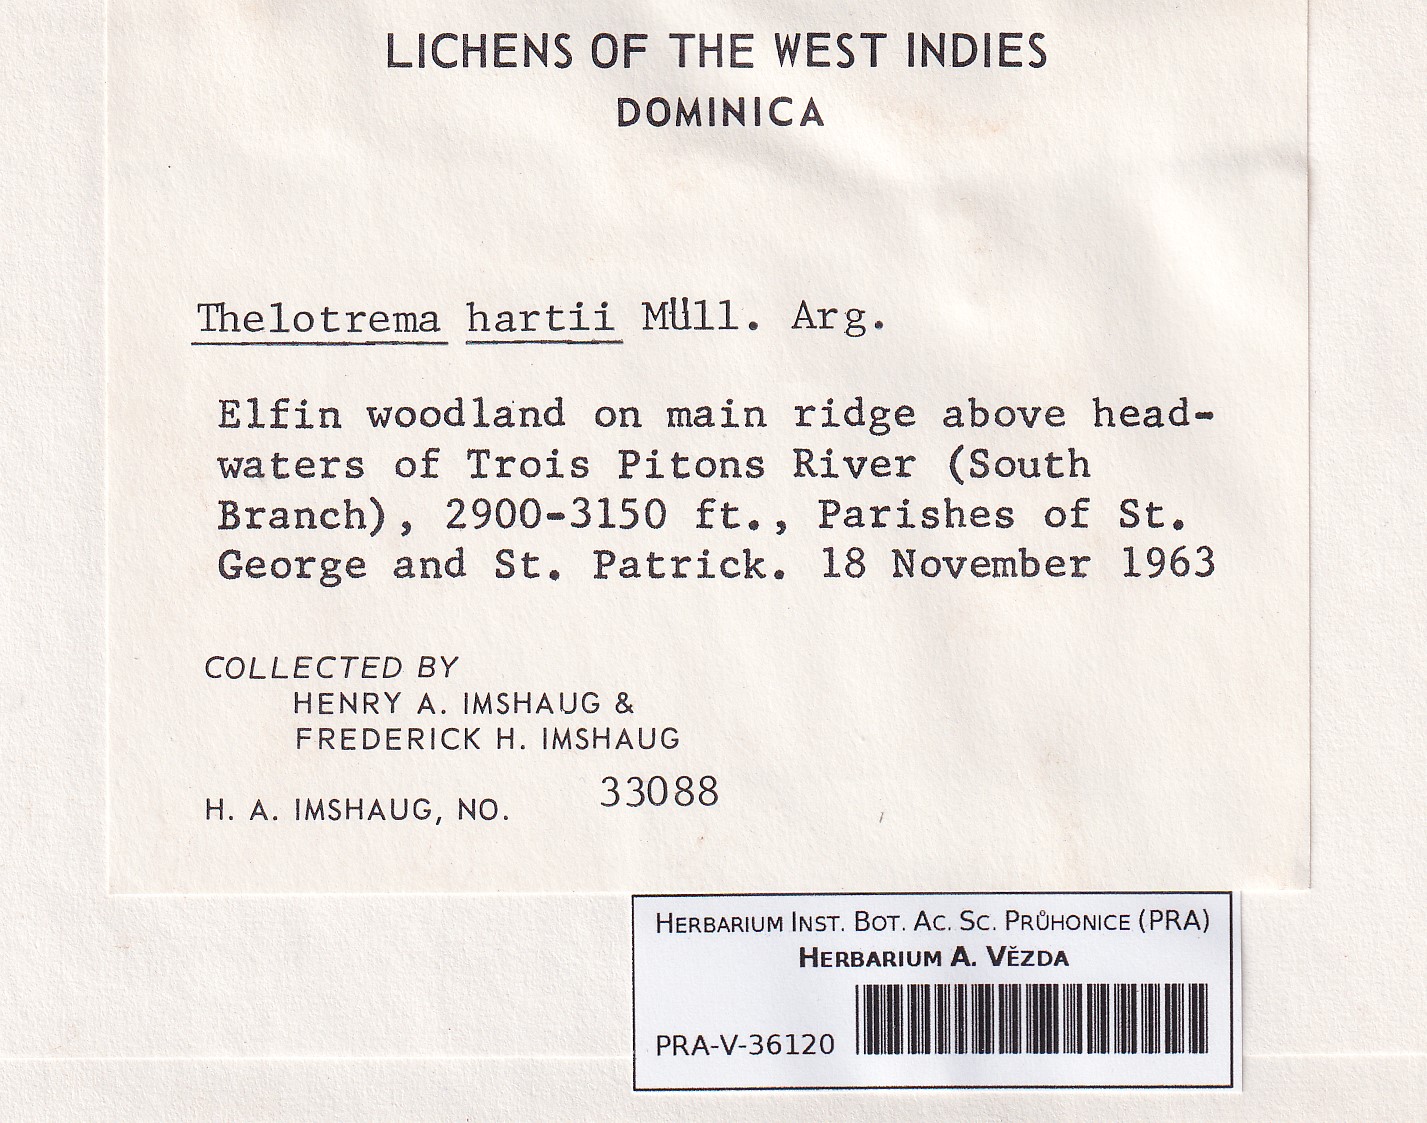 LICHENS OF THE WEST INDIES
DOMINICA
Thelotrema hartii Müll. Arg.
Elfin woodland on main ridge above head-
waters of Trois Pitons River (South
Branch), 2900-3150 ft., Parishes of St.
George and St. Patrick. 18 November 1963
COLLECTED BY
HENRY A. IMSHAUG &
FREDERICK H. IMSHAUG
H. A. IMSHAUG, NO. 33088
HERBARIUM INST. BOT. AC. SC. PRŮHONICE (PRA)
HERBARIUM A. VĚZDA
PRA-V-36120